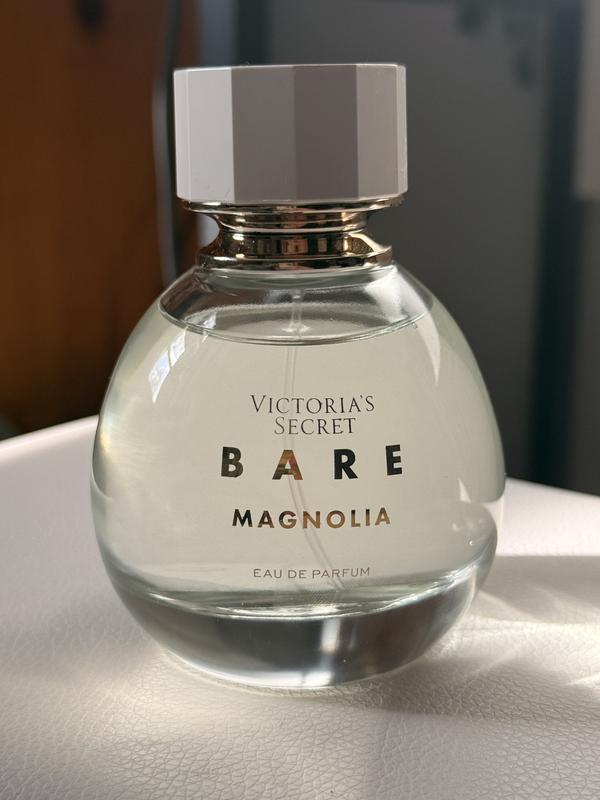 VICTORIA'S
SECRET
BARE
MAGNOLIA
EAU DE PARFUM